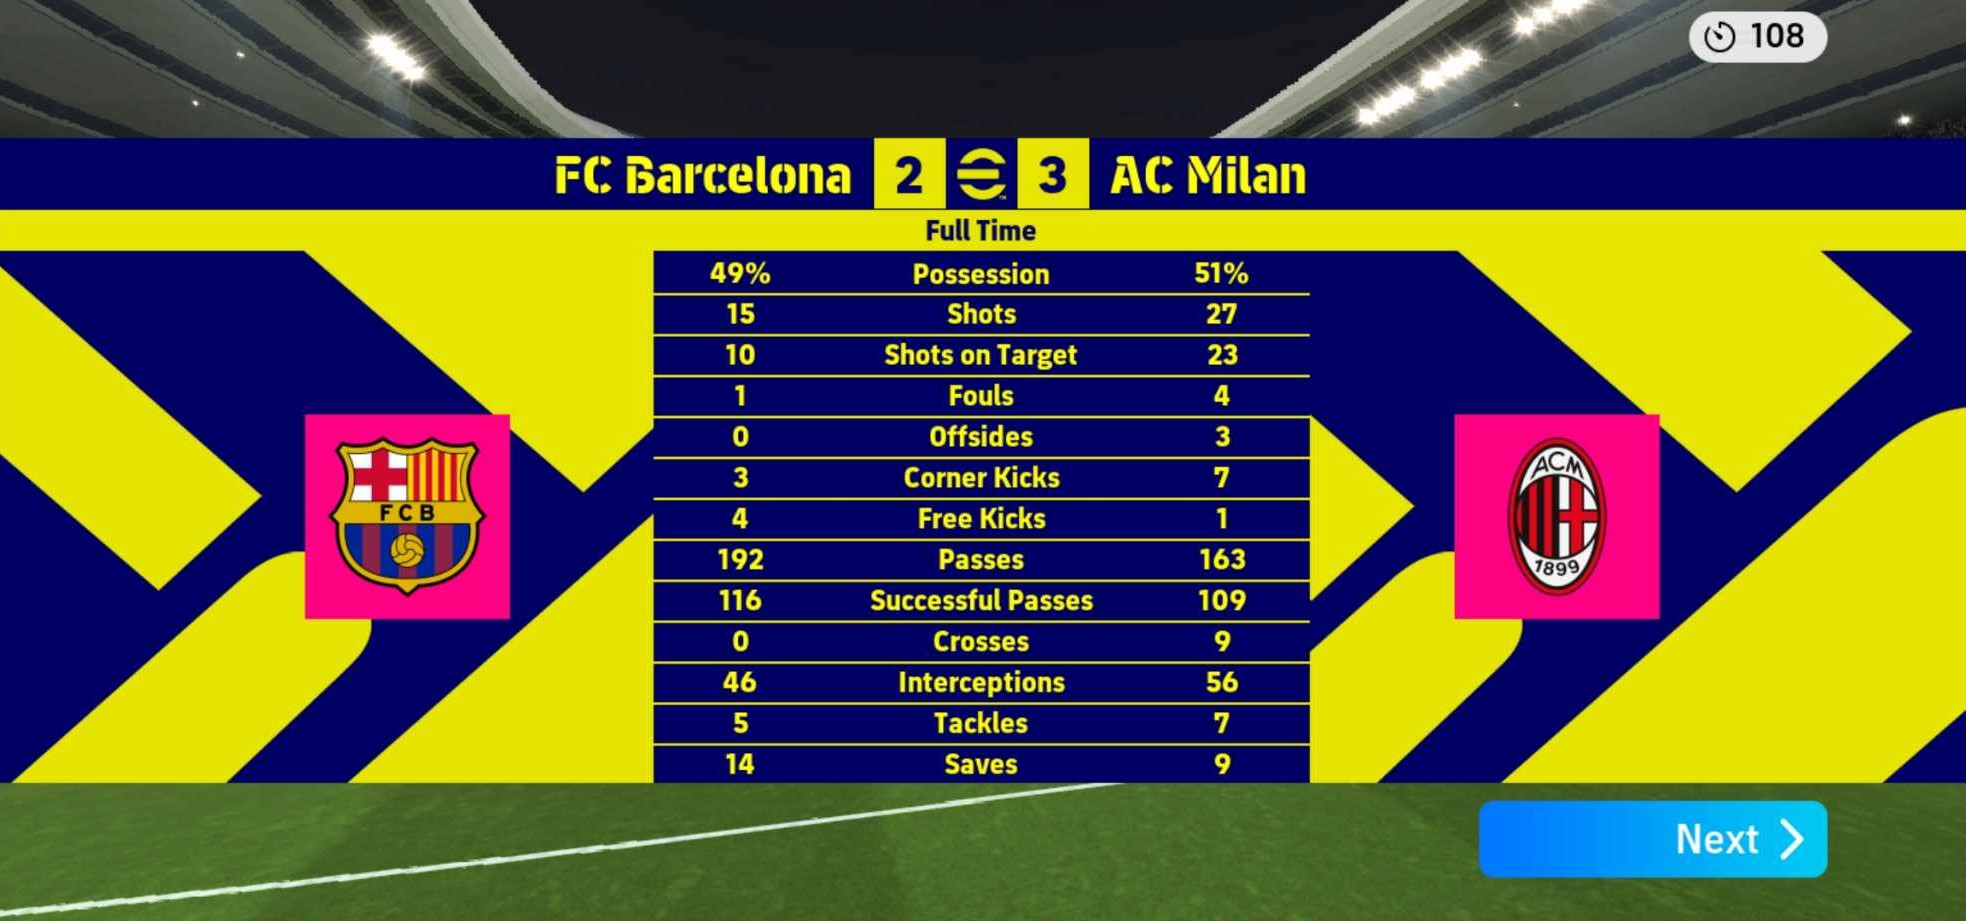 108
FC Barcelona 2 3 AC Milan
Full Time
49% Possession 51%
15 Shots 27
10 Shots on Target 23
1 Fouls 4
0 Offsides 3
3 Corner Kicks 7
4 Free Kicks 1
192 Passes 163
116 Successful Passes 109
0 Crosses 9
46 Interceptions 56
5 Tackles 7
14 Saves 9
FCB
ACM
1899
Next